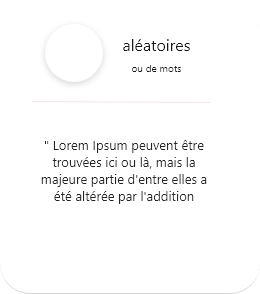 aléatoires
ou de mots
" Lorem Ipsum peuvent être
trouvées ici ou là, mais la
majeure partie d'entre elles a
été altérée par l'addition